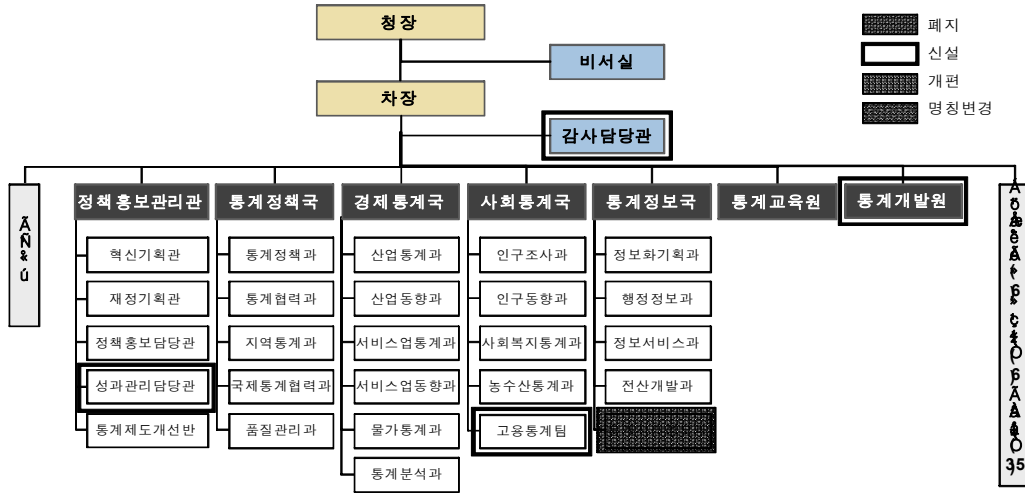 청장
폐지
신설
비서실
개편
차장
명칭변경
감사담당관
정책홍보관리관
통계정책국
경제통계국
사회통계국
통계정보국
통계교육원
통계개발원
혁신기획관
통계정책과
산업통계과
인구조사과
정보화기획과
재정기획관
통계협력과
산업동향과
인구동향과
행정정보과
정책홍보담당관
지역통계과
서비스업통계과
사회복지통계과
정보서비스과
성과관리담당관
국제통계협력과
서비스업동향과
농수산통계과
전산개발과
통계제도개선반
품질관리과
물가통계과
고용통계팀
통계분석과